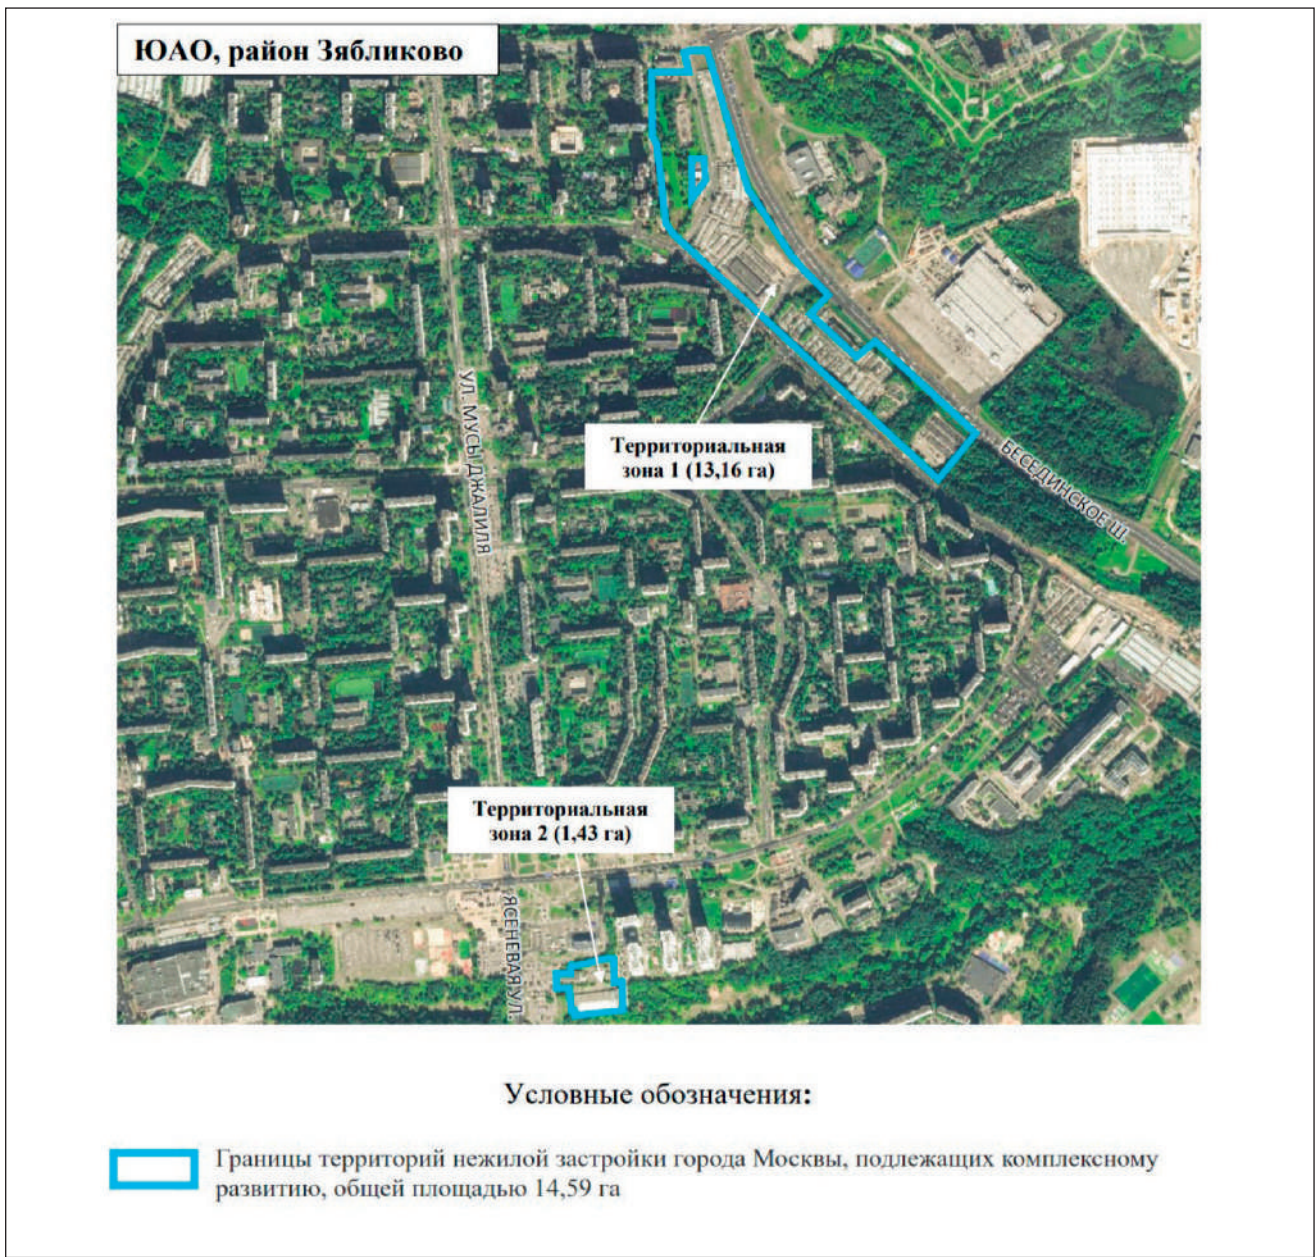 ЮАО, район Зябликово
УЛ. МУСЫ ДЖАЛИЛЯ
Территориальная
зона 1 (13,16 га)
БЕСЕДИНСКОЕ Ш.
Территориальная
зона 2 (1,43 га)
ЯСЕНЕВАЯ УЛ.
Условные обозначения:
Границы территорий нежилой застройки города Москвы, подлежащих комплексному
развитию, общей площадью 14,59 га